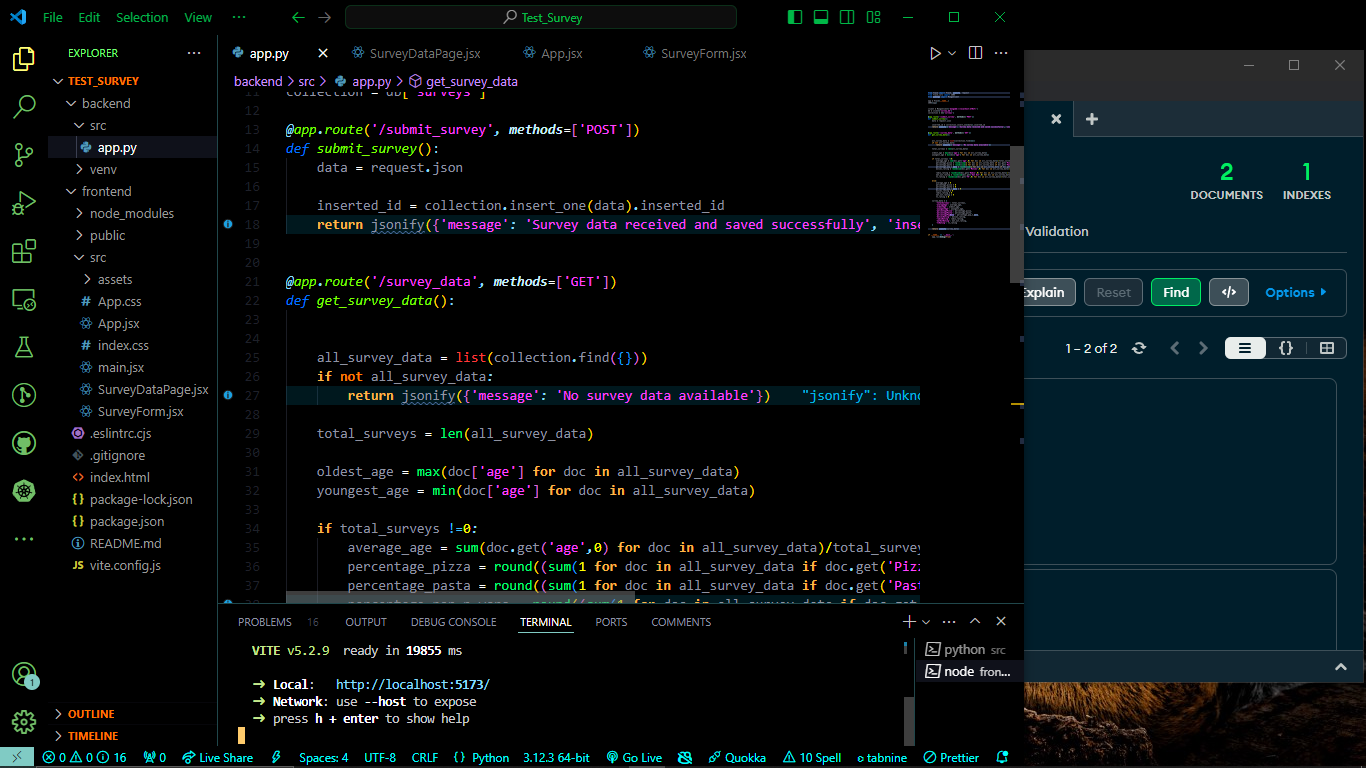 File Edit Selection View ··· Test_Survey
EXPLORER ···
TEST_SURVEY
backend
src
app.py
venv
frontend
node_modules
public
src
assets
# App.css
App.jsx
# index.css
main.jsx
SurveyDataPage.jsx
SurveyForm.jsx
.eslintrc.cjs
.gitignore
<> index.html
{} package-lock.json
{} package.json
README.md
JS vite.config.js
OUTLINE
TIMELINE
1
app.py SurveyDataPage.jsx App.jsx SurveyForm.jsx
backend > src > app.py > get_survey_data
11 collection = db['surveys']
12
13 @app.route('/submit_survey', methods=['POST'])
14 def submit_survey():
15 data = request.json
16
17 inserted_id = collection.insert_one(data).inserted_id
18 return jsonify({'message': 'Survey data received and saved successfully', 'inse
19
20
21 @app.route('/survey_data', methods=['GET'])
22 def get_survey_data():
23
24
25 all_survey_data = list(collection.find({}))
26 if not all_survey_data:
27 return jsonify({'message': 'No survey data available'}) "jsonify": Unkno
28
29 total_surveys = len(all_survey_data)
30
31 oldest_age = max(doc['age'] for doc in all_survey_data)
32 youngest_age = min(doc['age'] for doc in all_survey_data)
33
34 if total_surveys !=0:
35 average_age = sum(doc.get('age',0) for doc in all_survey_data)/total_surve
36 percentage_pizza = round((sum(1 for doc in all_survey_data if doc.get('Piz
37 percentage_pasta = round((sum(1 for doc in all_survey_data if doc.get('Pas
PROBLEMS 16 OUTPUT DEBUG CONSOLE TERMINAL PORTS COMMENTS
VITE v5.2.9 ready in 19855 ms
➜ Local: http://localhost:5173/
➜ Network: use --host to expose
➜ press h + enter to show help
python src
node fron...
0 0 16 0 Live Share Spaces: 4 UTF-8 CRLF {} Python 3.12.3 64-bit Go Live Quokka 10 Spell tabnine Prettier
2 1
DOCUMENTS INDEXES
Validation
Explain Reset Find </> Options
1 – 2 of 2 {}